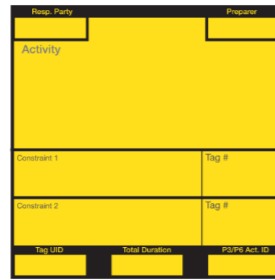 Resp. Party Preparer
Activity
Constraint 1 Tag #
Constraint 2 Tag #
Tag UID Total Duration P3/P6 Act. ID